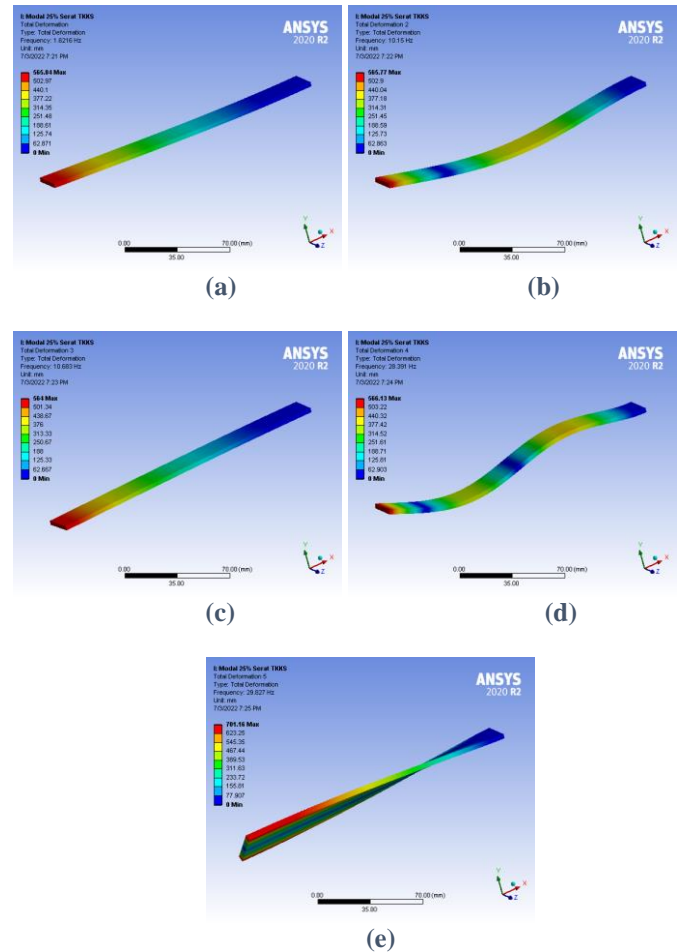 I: Modal 25% Serat TKKS
Total Deformation
Type: Total Deformation
Frequency: 1.6216 Hz
Unit: mm
7/3/2022 7:21 PM
565.84 Max
502.97
440.1
377.22
314.35
251.48
188.61
125.74
62.871
0 Min
ANSYS
2020 R2
Y
X
Z
0.00
35.00
70.00 (mm)
(a)
I: Modal 25% Serat TKKS
Total Deformation 2
Type: Total Deformation
Frequency: 10.15 Hz
Unit: mm
7/3/2022 7:22 PM
565.77 Max
502.9
440.04
377.18
314.31
251.45
188.59
125.73
62.863
0 Min
ANSYS
2020 R2
Y
X
Z
0.00
35.00
70.00 (mm)
(b)
I: Modal 25% Serat TKKS
Total Deformation 3
Type: Total Deformation
Frequency: 10.683 Hz
Unit: mm
7/3/2022 7:23 PM
564 Max
501.34
438.67
376
313.33
250.67
188
125.33
62.667
0 Min
ANSYS
2020 R2
Y
X
Z
0.00
35.00
70.00 (mm)
(c)
I: Modal 25% Serat TKKS
Total Deformation 4
Type: Total Deformation
Frequency: 28.391 Hz
Unit: mm
7/3/2022 7:24 PM
566.13 Max
503.22
440.32
377.42
314.52
251.61
188.71
125.81
62.903
0 Min
ANSYS
2020 R2
Y
X
Z
0.00
35.00
70.00 (mm)
(d)
I: Modal 25% Serat TKKS
Total Deformation 5
Type: Total Deformation
Frequency: Hz
Unit: mm
7/3/2022 7:25 PM
701.16 Max
623.25
545.35
467.44
389.53
311.63
233.72
155.81
77.907
0 Min
ANSYS
2020 R2
Y
X
Z
0.00
35.00
70.00 (mm)
(e)